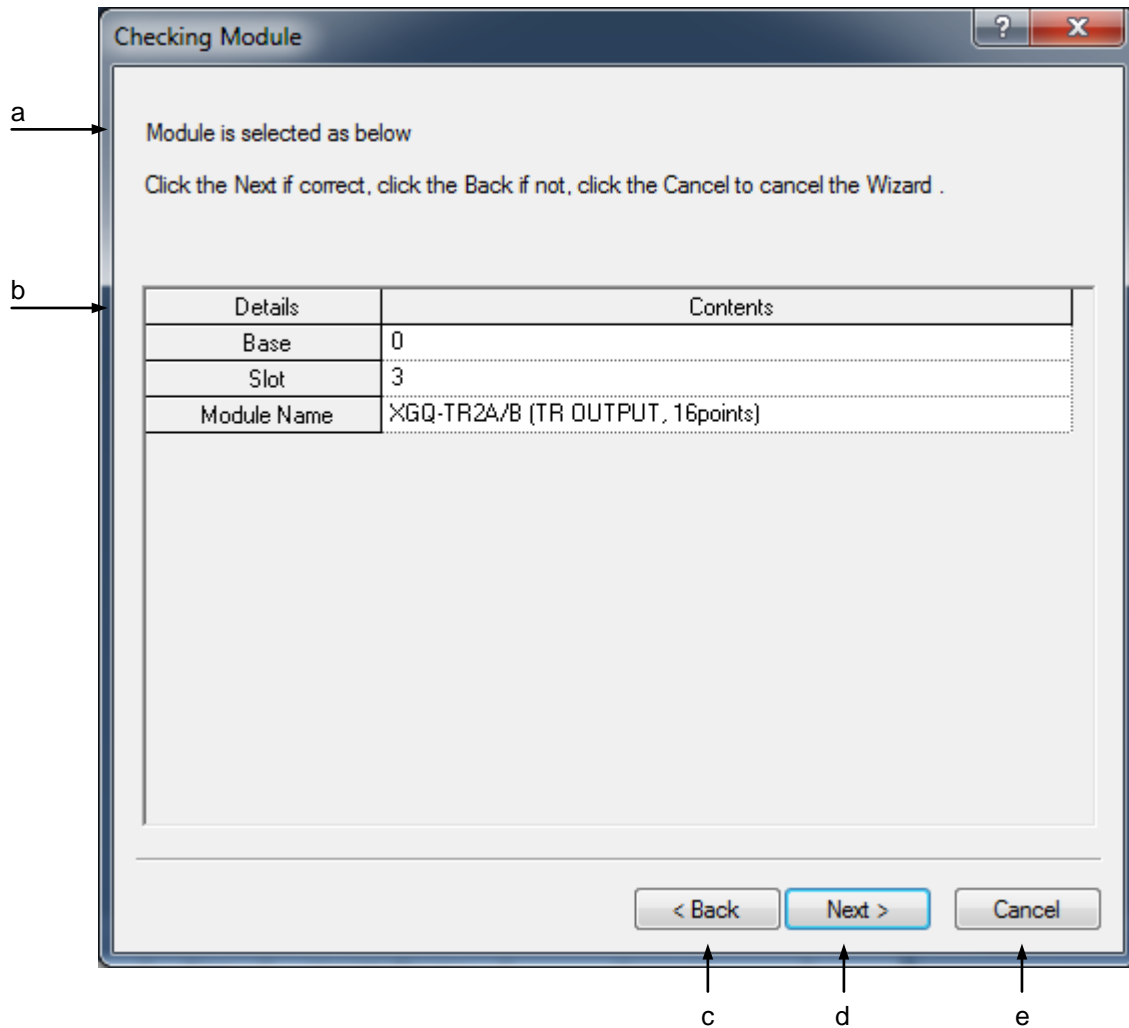 Checking Module
?
X
a
Module is selected as below
Click the Next if correct, click the Back if not, click the Cancel to cancel the Wizard .
b
Details Contents
Base 0
Slot 3
Module Name XGQ-TR2A/B (TR OUTPUT, 16points)
< Back Next > Cancel
c d e